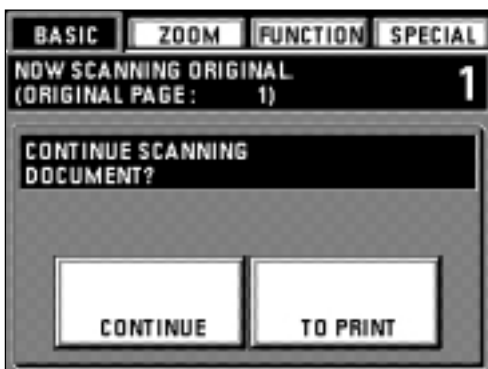 BASIC ZOOM FUNCTION SPECIAL
NOW SCANNING ORIGINAL.
(ORIGINAL PAGE : 1) 1
CONTINUE SCANNING
DOCUMENT?
CONTINUE TO PRINT